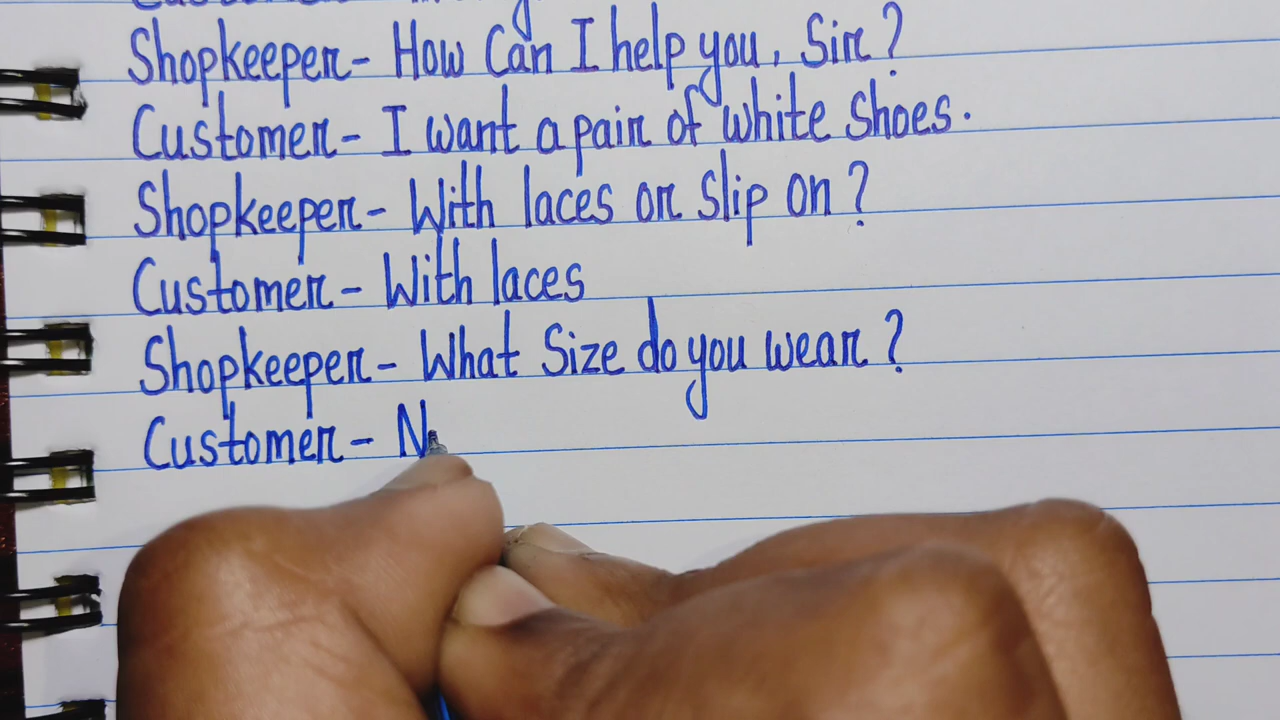 Shopkeeper- How Can I help you, Sir?
Customer- I want a pair of white shoes.
Shopkeeper- With laces or slip on?
Customer- With laces
Shopkeeper- What Size do you wear?
Customer- N